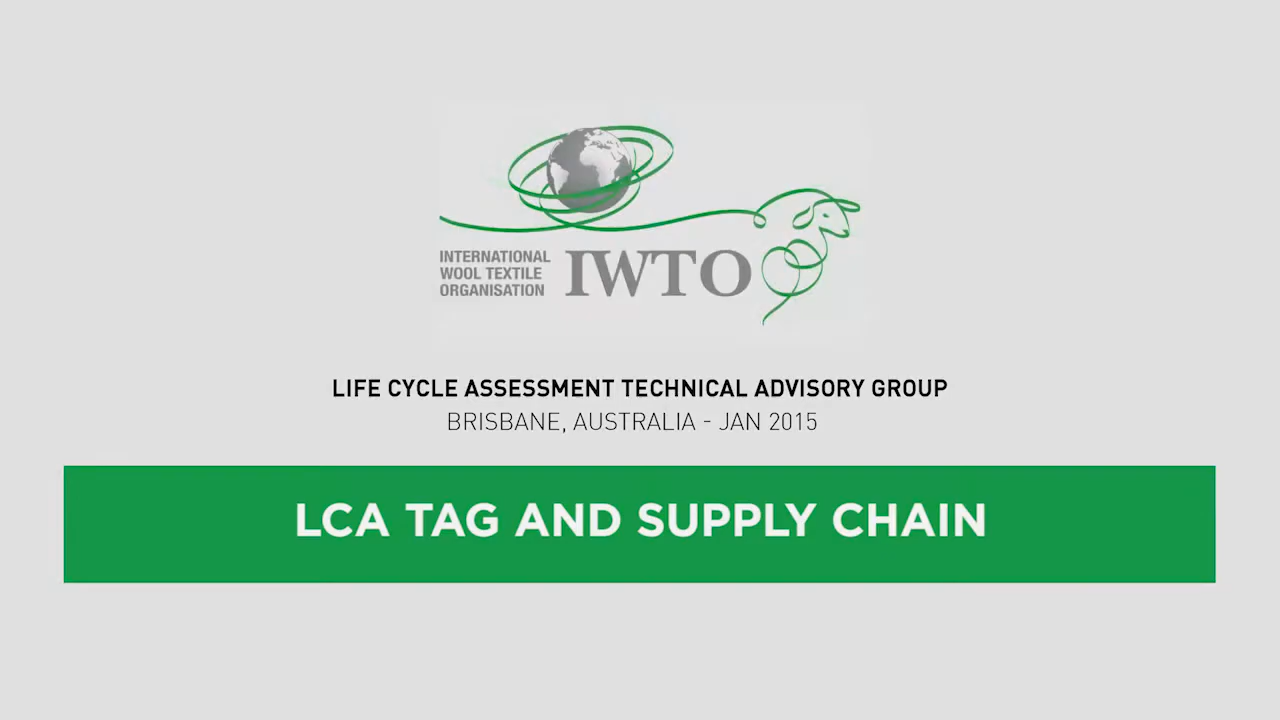 INTERNATIONAL
WOOL TEXTILE
ORGANISATION
IWTO
LIFE CYCLE ASSESSMENT TECHNICAL ADVISORY GROUP
BRISBANE, AUSTRALIA - JAN 2015
LCA TAG AND SUPPLY CHAIN